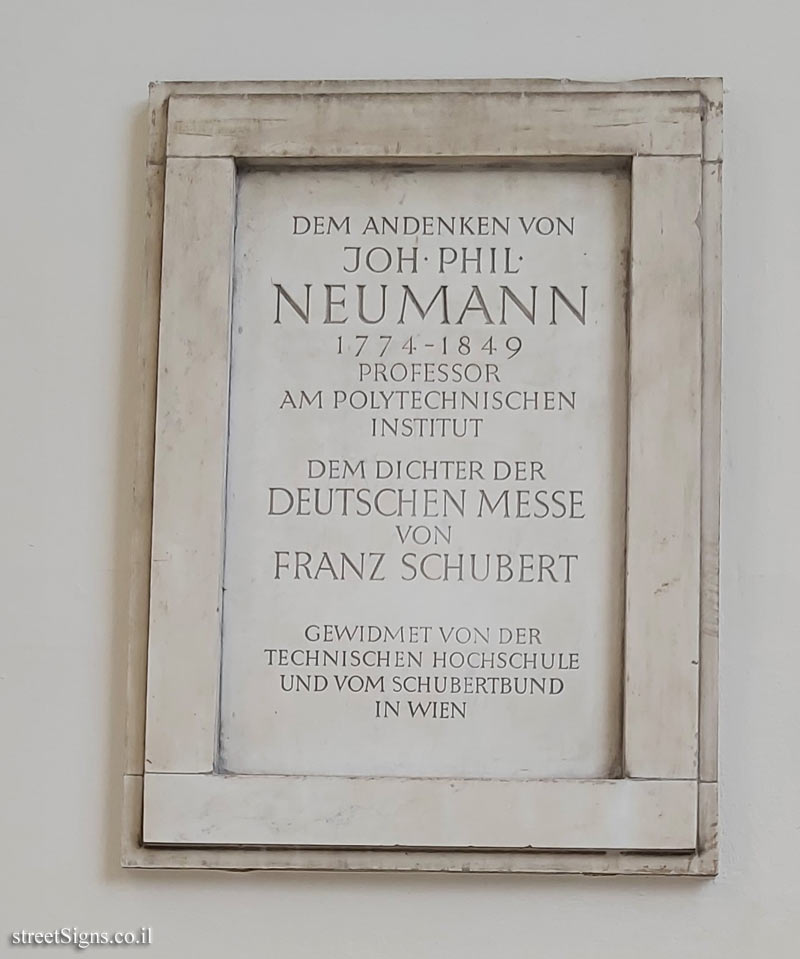 DEM ANDENKEN VON
JOH· PHIL·
NEUMANN
1774-1849
PROFESSOR
AM POLYTECHNISCHEN
INSTITUT
DEM DICHTER DER
DEUTSCHEN MESSE
VON
FRANZ SCHUBERT
GEWIDMET VON DER
TECHNISCHEN HOCHSCHULE
UND VOM SCHUBERTBUND
IN WIEN
streetSigns.co.il